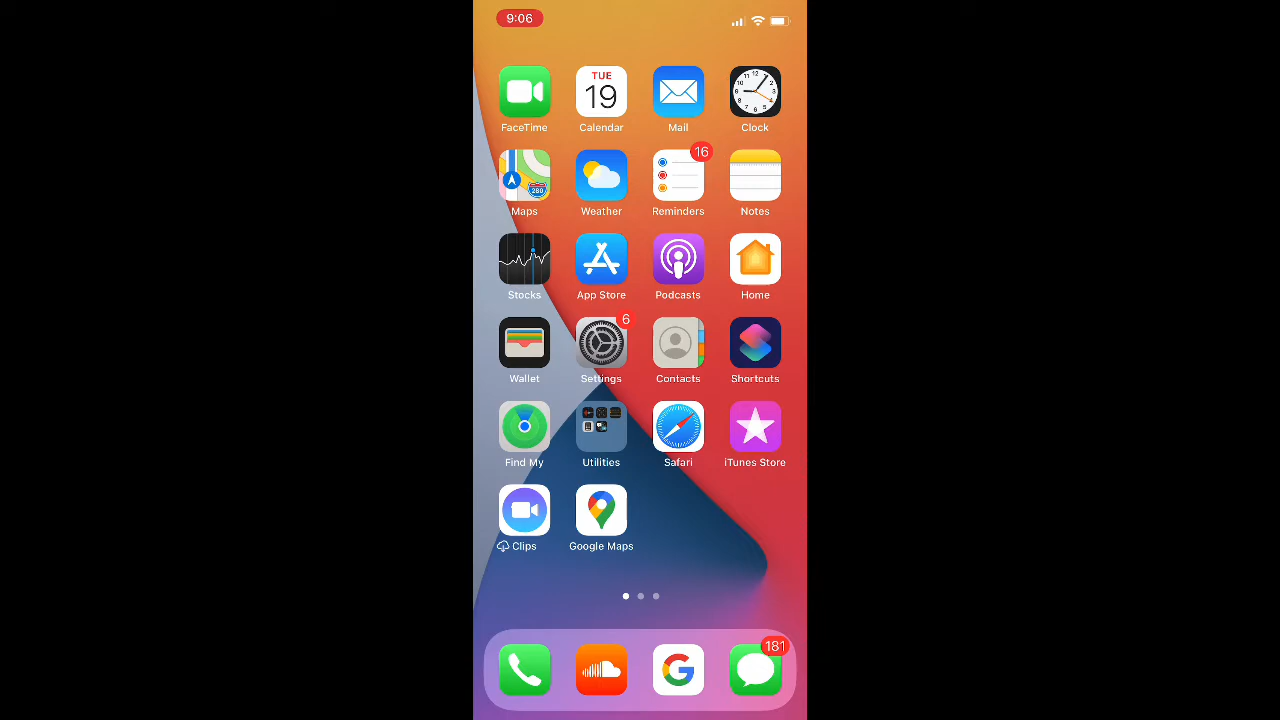 9:06
TUE
19
FaceTime
Calendar
Mail
Clock
16
280
Maps
Weather
Reminders
Notes
Stocks
App Store
Podcasts
Home
6
Wallet
Settings
Contacts
Shortcuts
Find My
Utilities
Safari
iTunes Store
Clips
Google Maps
G
181